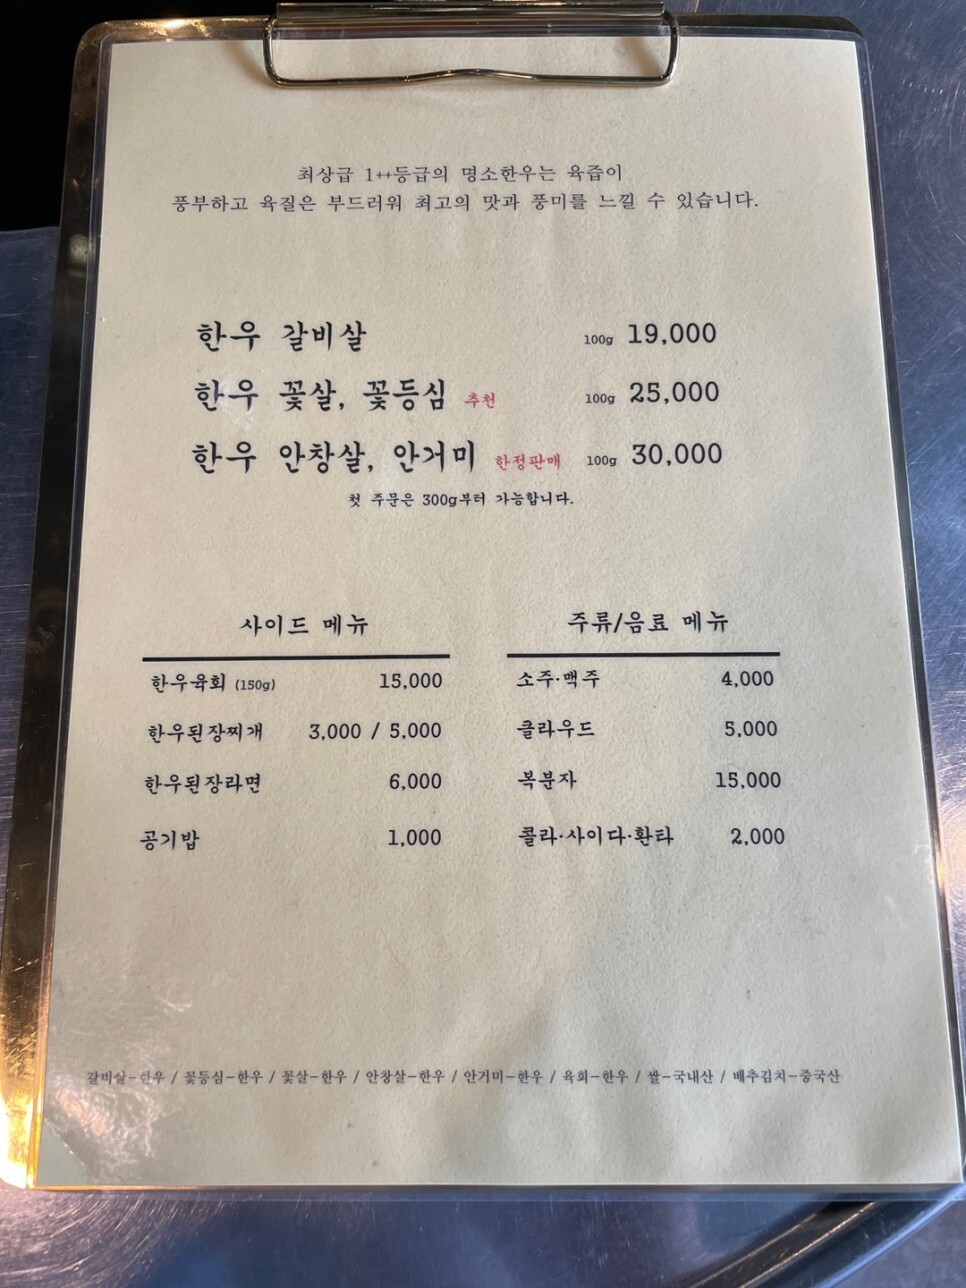 최상급 1++등급의 명소한우는 육즙이
풍부하고 육질은 부드러워 최고의 맛과 풍미를 느낄 수 있습니다.
한우 갈비살 100g 19,000
한우 꽃살, 꽃등심 추천 100g 25,000
한우 안창살, 안거미 한정판매 100g 30,000
첫 주문은 300g부터 가능합니다.
사이드 메뉴
한우육회 (150g) 15,000
한우된장찌개 3,000 / 5,000
한우된장라면 6,000
공기밥 1,000
주류/음료 메뉴
소주·맥주 4,000
클라우드 5,000
복분자 15,000
콜라·사이다·환타 2,000
갈비살-한우 / 꽃등심-한우 / 꽃살-한우 / 안창살-한우 / 안거미-한우 / 육회-한우 / 쌀-국내산 / 배추김치-중국산